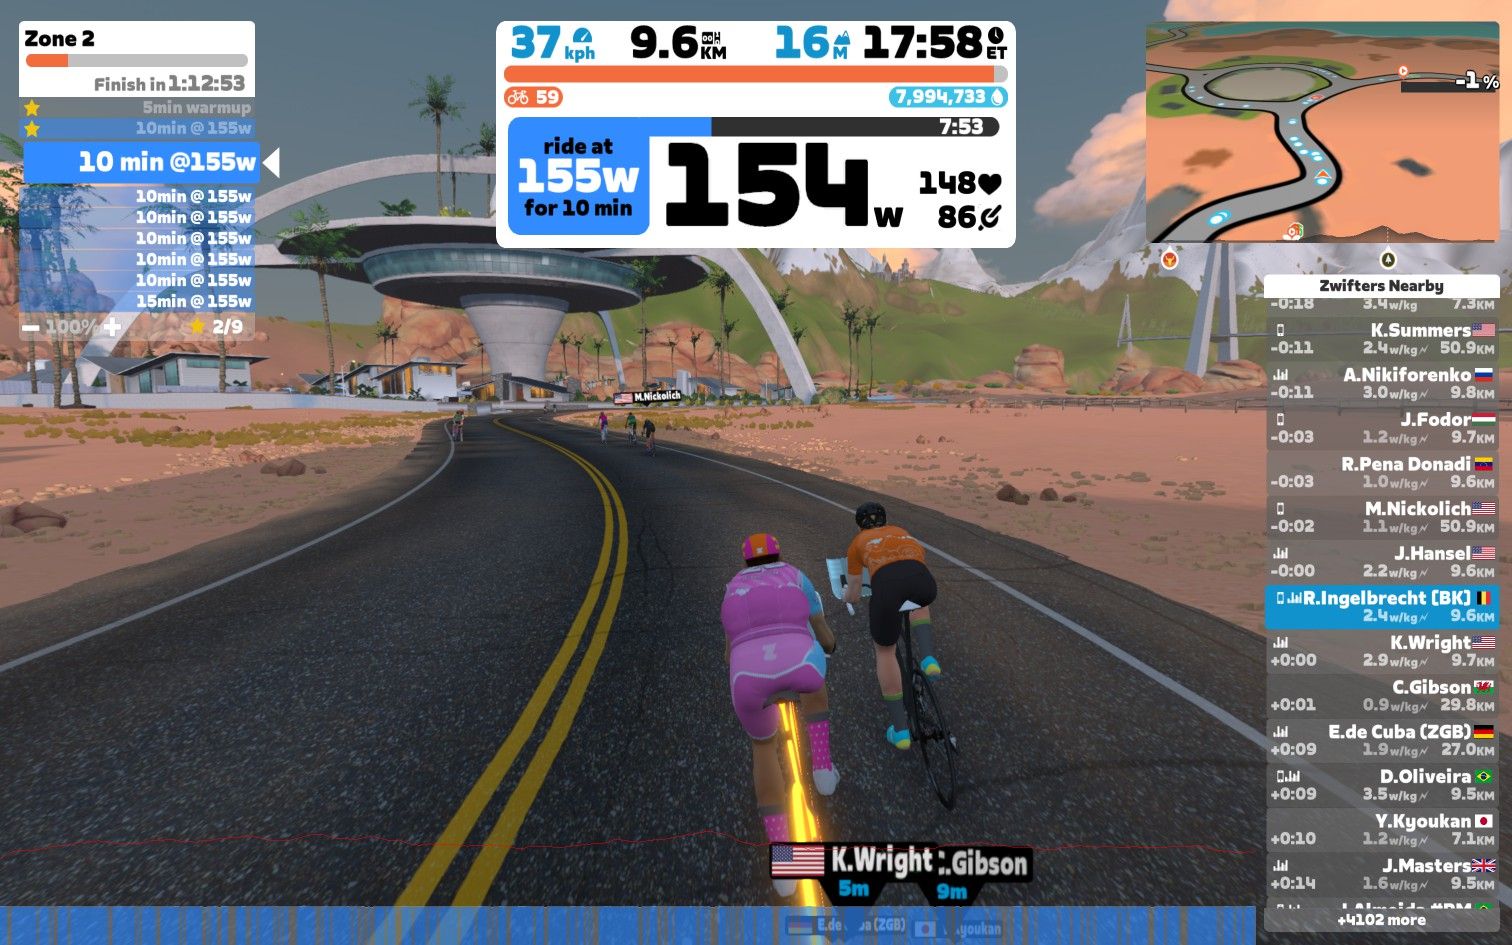 Zone 2
Finish in 1:12:53
5min warmup
10min @ 155w
10 min @155w
10min @ 155w
10min @ 155w
10min @ 155w
10min @ 155w
10min @ 155w
15min @ 155w
100%
2/9
37 kph 9.6 KM 16 M 17:58 ET
59 7,994,733
7:53
ride at
155w
for 10 min
154 w
148
86
-1%
M.Nickolich
Zwifters Nearby
-0:18 3.4w/kg 7.3KM
K.Summers
-0:11 2.4w/kg 50.9KM
A.Nikiforenko
-0:11 3.0w/kg 9.8KM
J.Fodor
-0:03 1.2w/kg 9.7KM
R.Pena Donadi
-0:03 1.0w/kg 9.6KM
M.Nickolich
-0:02 1.1w/kg 50.9KM
J.Hansel
-0:00 2.2w/kg 9.6KM
R.Ingelbrecht [BK]
2.4w/kg 9.6KM
K.Wright
+0:00 2.9w/kg 9.7KM
C.Gibson
+0:01 0.9w/kg 29.8KM
E.de Cuba (ZGB)
+0:09 1.9w/kg 27.0KM
D.Oliveira
+0:09 3.5w/kg 9.5KM
Y.Kyoukan
+0:10 1.2w/kg 7.1KM
J.Masters
+0:14 1.6w/kg 9.5KM
+4102 more
Z
K.Wright .Gibson
5m 9m
E.de (ZGB)